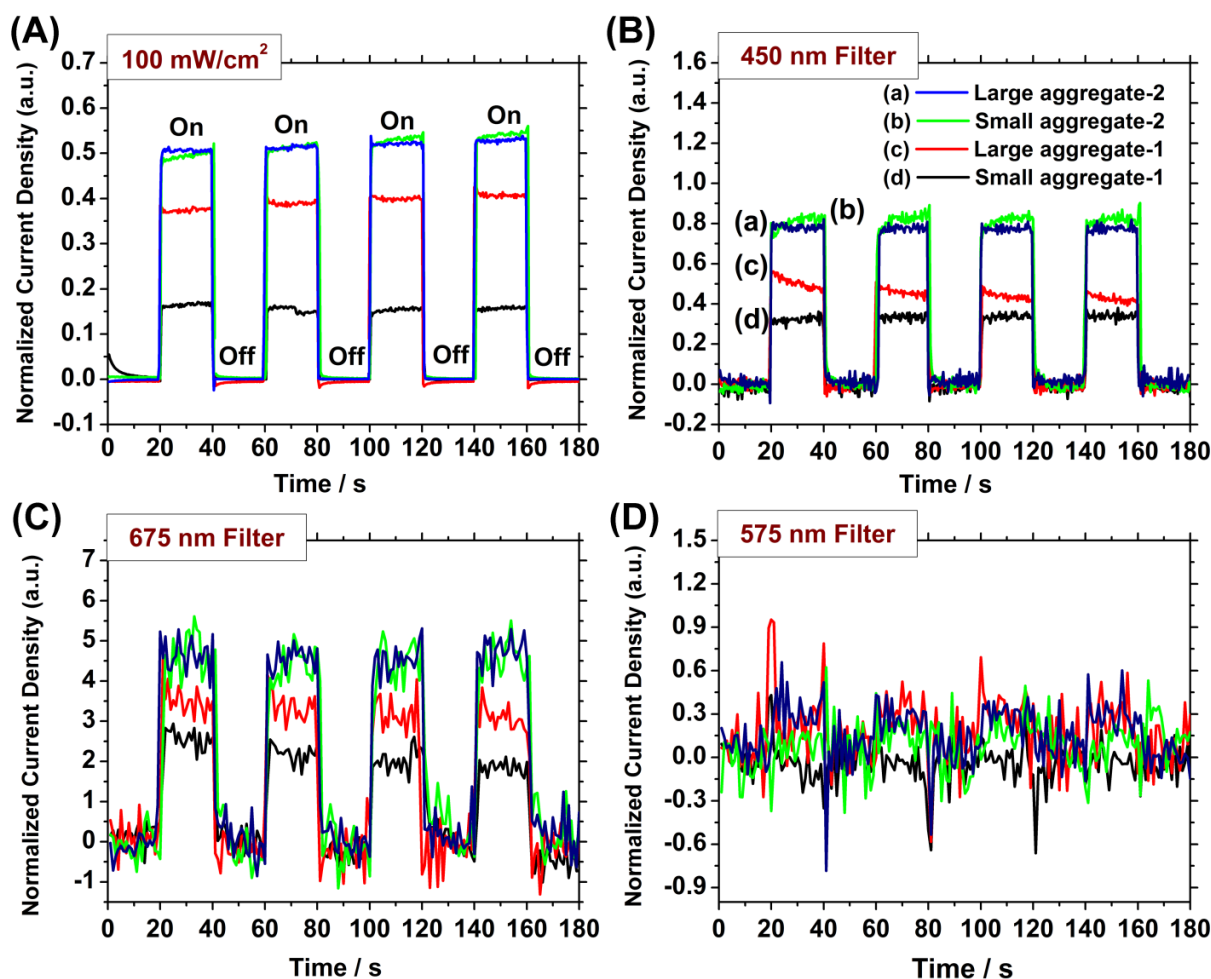 (A)
100 mW/cm²
Normalized Current Density (a.u.)
0.7
0.6
0.5
0.4
0.3
0.2
0.1
0.0
-0.1
On
On
On
On
Off
Off
Off
Off
0 20 40 60 80 100 120 140 160 180
Time / s
(B)
450 nm Filter
Normalized Current Density (a.u.)
1.6
1.4
1.2
1.0
0.8
0.6
0.4
0.2
0.0
-0.2
(a) Large aggregate-2
(b) Small aggregate-2
(c) Large aggregate-1
(d) Small aggregate-1
(a)
(b)
(c)
(d)
0 20 40 60 80 100 120 140 160 180
Time / s
(C)
675 nm Filter
Normalized Current Density (a.u.)
7
6
5
4
3
2
1
0
-1
0 20 40 60 80 100 120 140 160 180
Time / s
(D)
575 nm Filter
Normalized Current Density (a.u.)
1.5
1.2
0.9
0.6
0.3
0.0
-0.3
-0.6
-0.9
0 20 40 60 80 100 120 140 160 180
Time / s